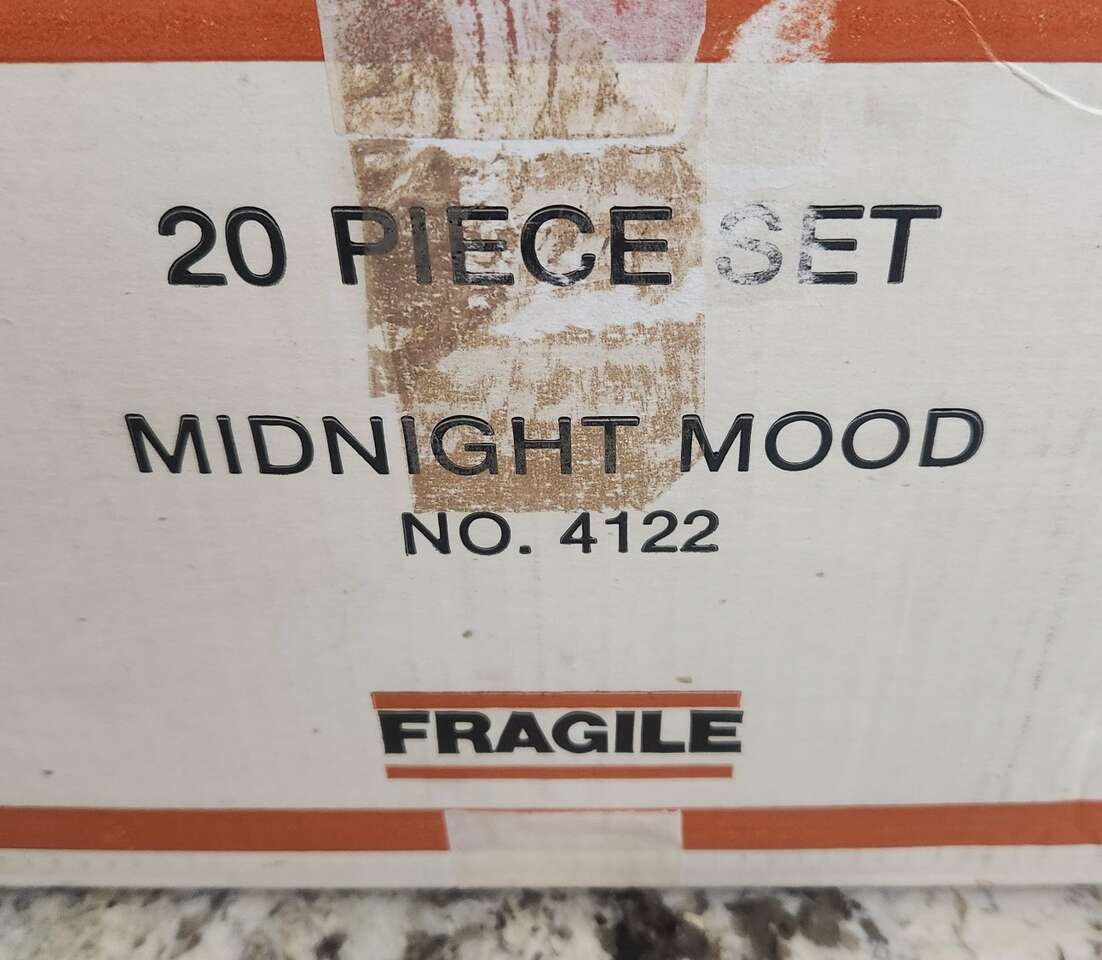 20 PIECE SET
MIDNIGHT MOOD
NO. 4122
FRAGILE